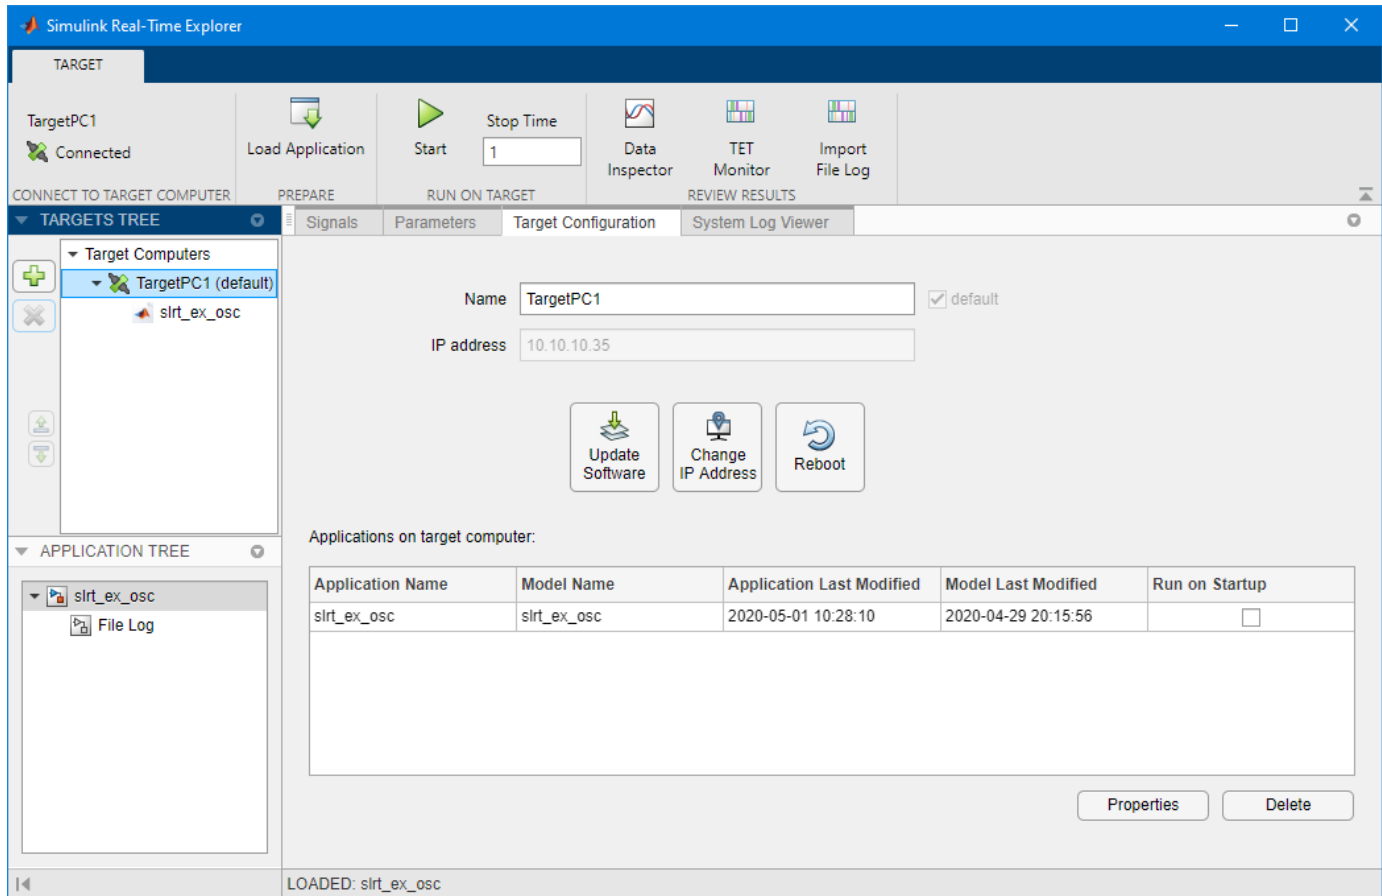 Simulink Real-Time Explorer
TARGET
TargetPC1
Connected
CONNECT TO TARGET COMPUTER
Load Application
PREPARE
Start
Stop Time
1
RUN ON TARGET
Data
Inspector
TET
Monitor
Import
File Log
REVIEW RESULTS
TARGETS TREE
Target Computers
TargetPC1 (default)
slrt_ex_osc
APPLICATION TREE
slrt_ex_osc
File Log
Signals Parameters Target Configuration System Log Viewer
Name TargetPC1 default
IP address 10.10.10.35
Update
Software
Change
IP Address
Reboot
Applications on target computer:
Application Name Model Name Application Last Modified Model Last Modified Run on Startup
slrt_ex_osc slrt_ex_osc 2020-05-01 10:28:10 2020-04-29 20:15:56
Properties Delete
LOADED: slrt_ex_osc